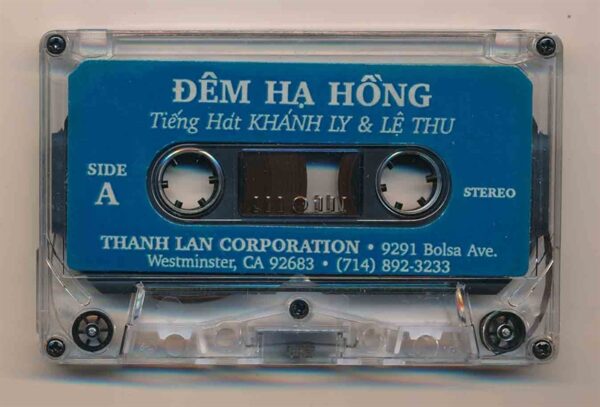 ĐÊM HẠ HỒNG
Tiếng Hát KHÁNH LY & LỆ THU
SIDE
A
STEREO
THANH LAN CORPORATION • 9291 Bolsa Ave.
Westminster, CA 92683 • (714) 892-3233